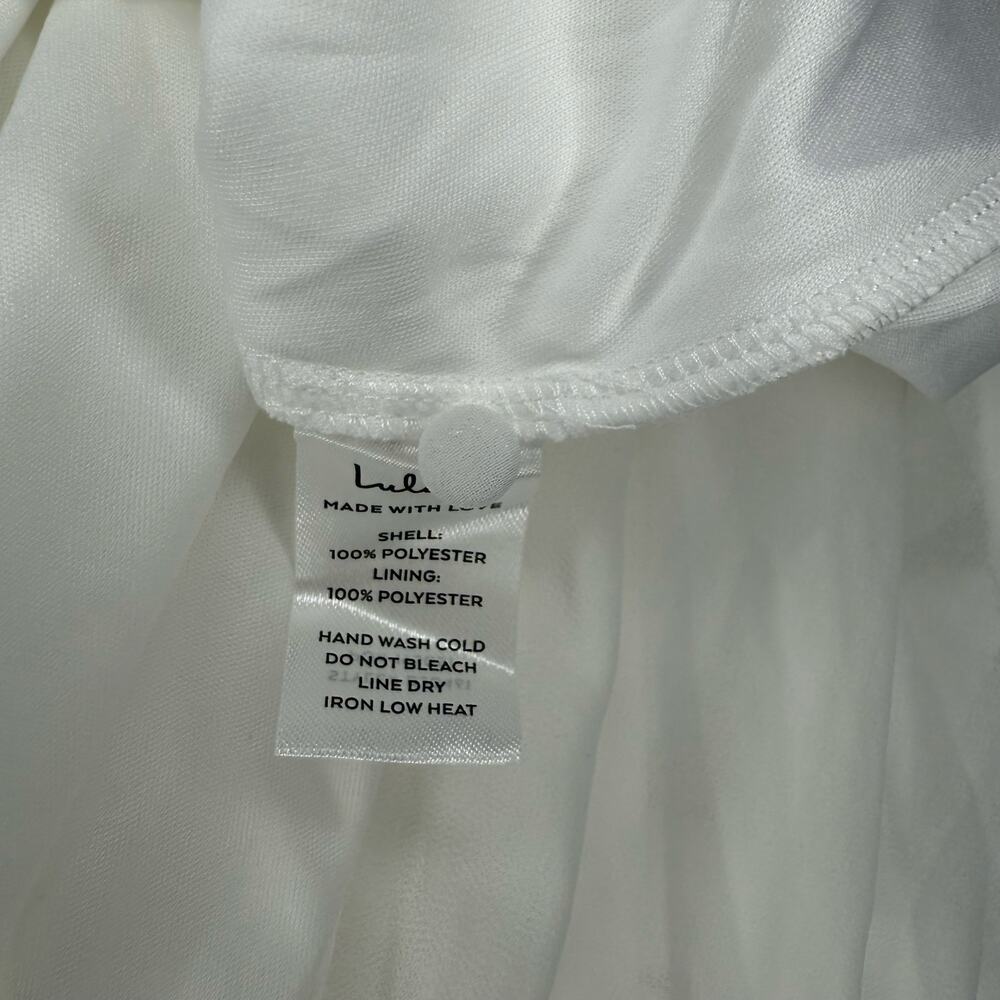 MADE WITH LOVE
SHELL:
100% POLYESTER
LINING:
100% POLYESTER
HAND WASH COLD
DO NOT BLEACH
LINE DRY
IRON LOW HEAT